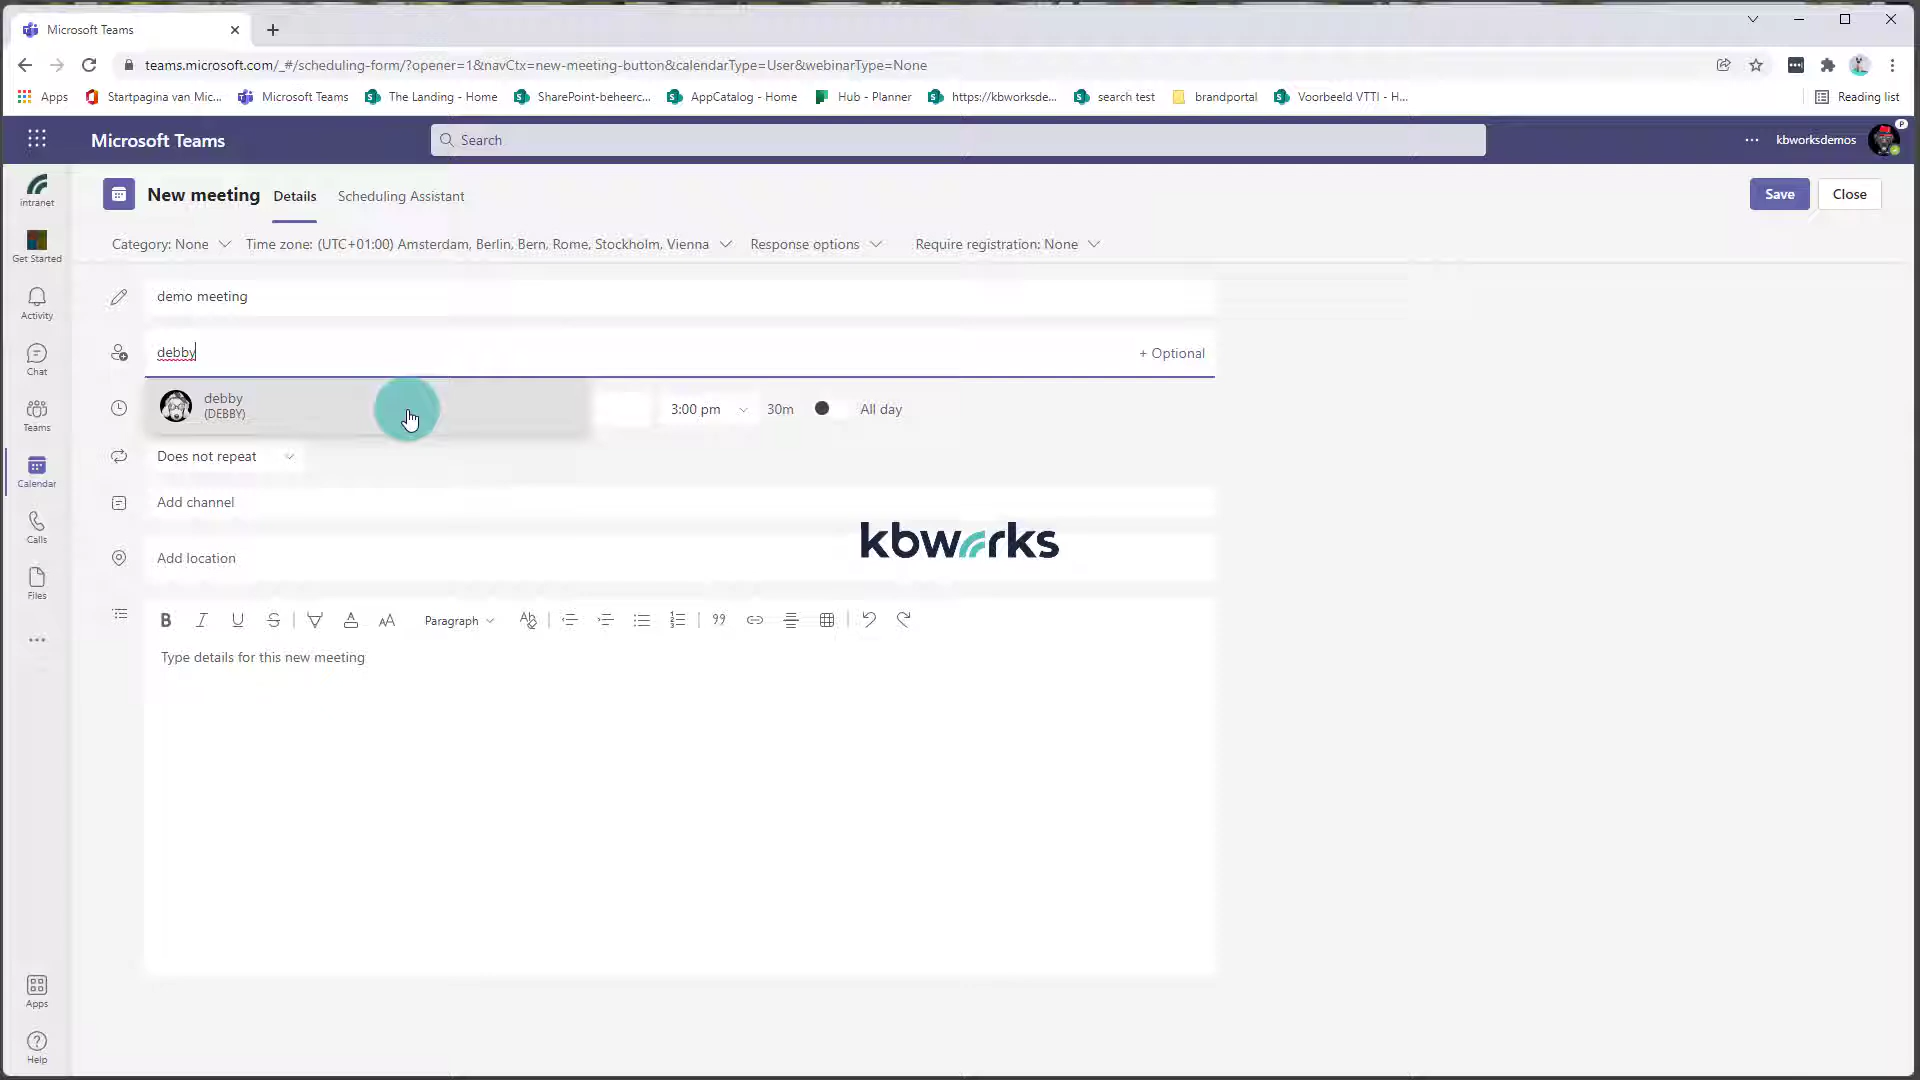 Microsoft Teams
teams.microsoft.com/_#/scheduling-form/?opener=1&navCtx=new-meeting-button&calendarType=User&webinarType=None
Apps Startpagina van Mic... Microsoft Teams The Landing - Home SharePoint-beheerc... AppCatalog - Home Hub - Planner https://kbworksde... search test brandportal Voorbeeld VTTI - H... Reading list
Microsoft Teams Search ... kbworksdemos P
intranet
Get Started
Activity
Chat
Teams
Calendar
Calls
Files
Apps
Help
New meeting Details Scheduling Assistant Save Close
Category: None Time zone: (UTC+01:00) Amsterdam, Berlin, Bern, Rome, Stockholm, Vienna Response options Require registration: None
demo meeting
debby + Optional
debby
(DEBBY)
3:00 pm 30m All day
Does not repeat
Add channel
kbworks
Add location
B I U S A AA Paragraph
Type details for this new meeting